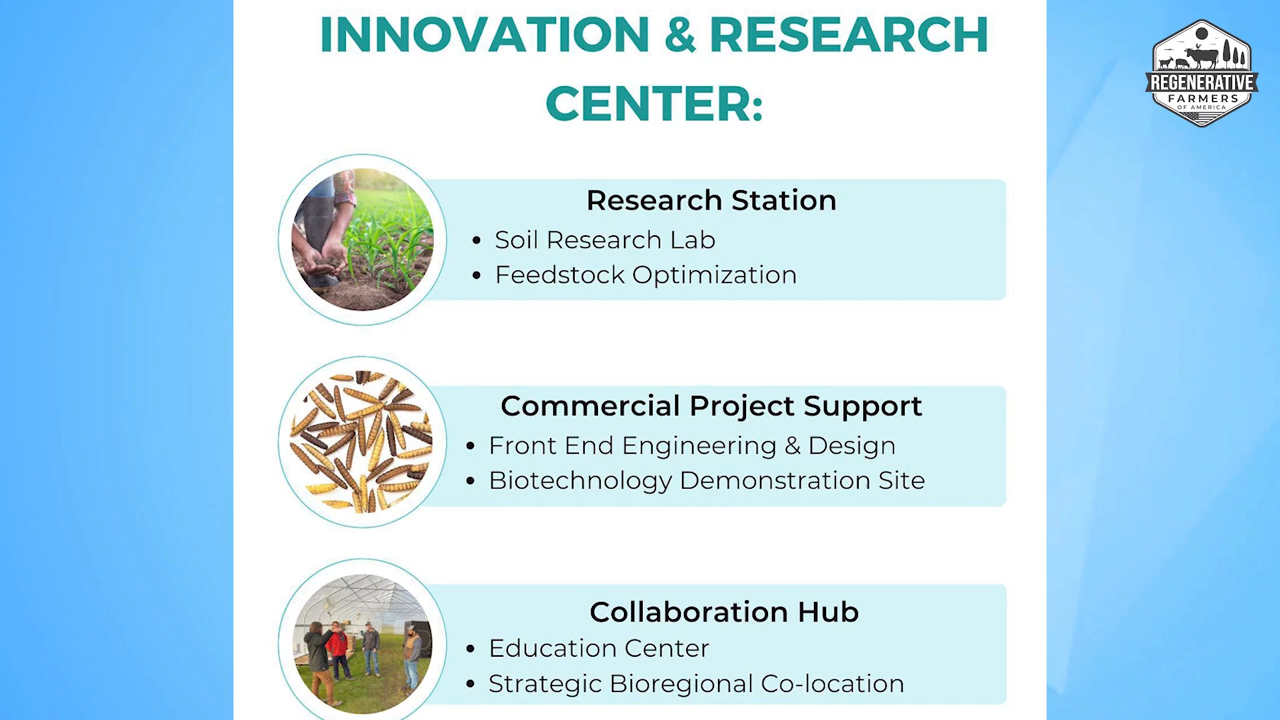 INNOVATION & RESEARCH
CENTER:
REGENERATIVE
FARMERS
OF AMERICA
Research Station
• Soil Research Lab
• Feedstock Optimization
Commercial Project Support
• Front End Engineering & Design
• Biotechnology Demonstration Site
Collaboration Hub
• Education Center
• Strategic Bioregional Co-location